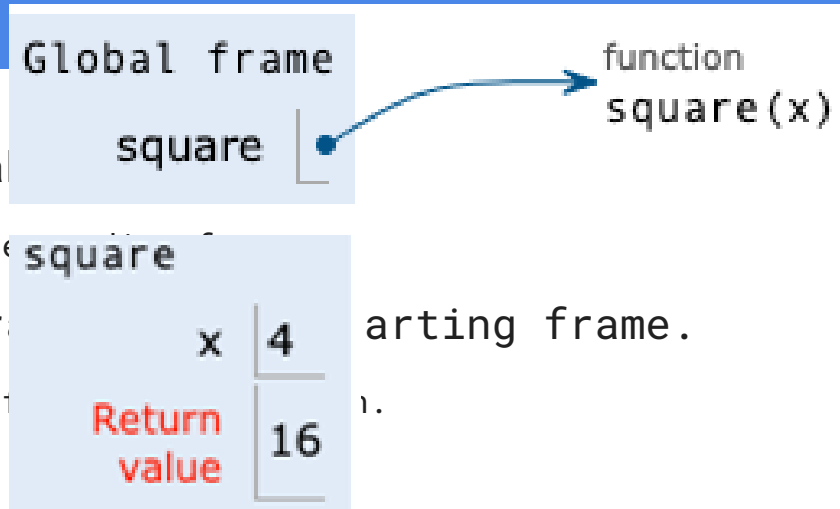 Global frame
function
square(x)
square
square
x 4
arting frame.
Return
value
16